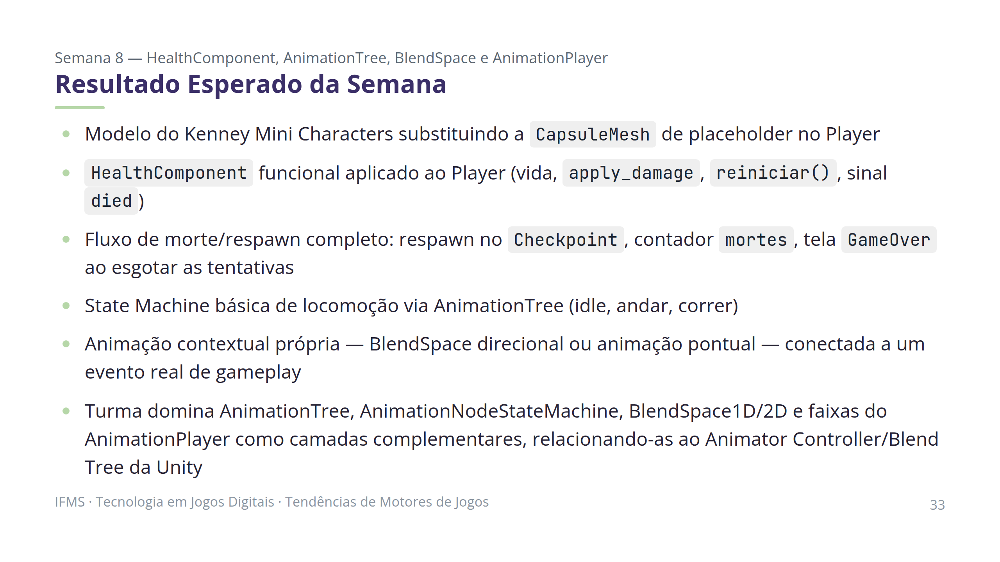 Semana 8 — HealthComponent, AnimationTree, BlendSpace e AnimationPlayer
Resultado Esperado da Semana
Modelo do Kenney Mini Characters substituindo a CapsuleMesh de placeholder no Player
HealthComponent funcional aplicado ao Player (vida, apply_damage, reiniciar(), sinal
died)
Fluxo de morte/respawn completo: respawn no Checkpoint, contador mortes, tela GameOver
ao esgotar as tentativas
State Machine básica de locomoção via AnimationTree (idle, andar, correr)
Animação contextual própria — BlendSpace direcional ou animação pontual — conectada a um
evento real de gameplay
Turma domina AnimationTree, AnimationNodeStateMachine, BlendSpace1D/2D e faixas do
AnimationPlayer como camadas complementares, relacionando-as ao Animator Controller/Blend
Tree da Unity
IFMS · Tecnologia em Jogos Digitais · Tendências de Motores de Jogos
33